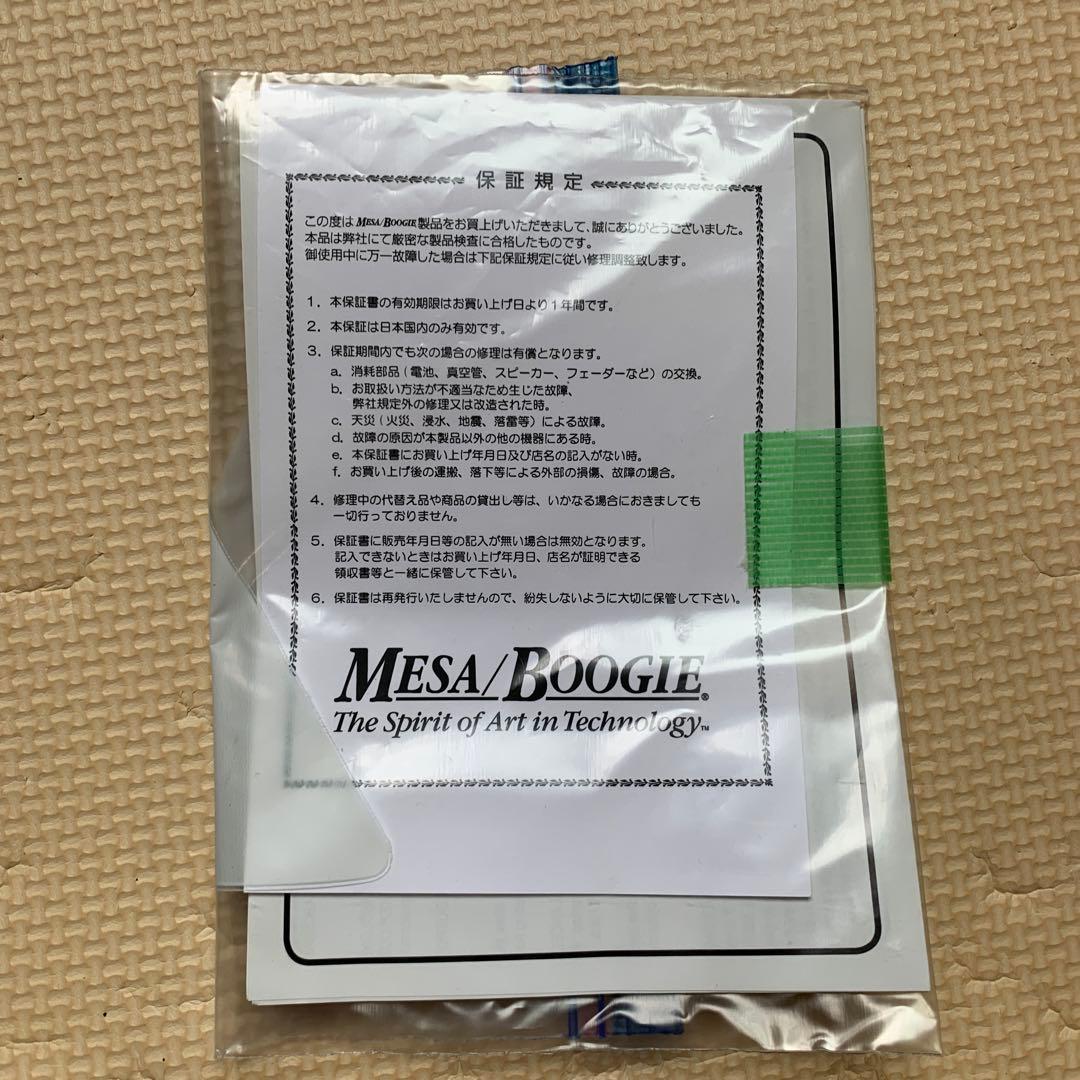 保証規定
この度はMESA/BOOGIE製品をお買上げいただきまして、誠にありがとうございました。
本品は弊社にて厳密な製品検査に合格したものです。
御使用中に万一故障した場合は下記保証規定に従い修理調整致します。
1．本保証書の有効期限はお買い上げ日より1年間です。
2．本保証は日本国内のみ有効です。
3．保証期間内でも次の場合の修理は有償となります。
a．消耗部品（電池、真空管、スピーカー、フェーダーなど）の交換。
b．お取扱い方法が不適当なため生じた故障、
弊社規定外の修理又は改造された時。
c．天災（火災、浸水、地震、落雷等）による故障。
d．故障の原因が本製品以外の他の機器にある時。
e．本保証書にお買い上げ年月日及び店名の記入がない時。
f．お買い上げ後の運搬、落下等による外部の損傷、故障の場合。
4．修理中の代替え品や商品の貸出し等は、いかなる場合におきましても
一切行っておりません。
5．保証書に販売年月日等の記入が無い場合は無効となります。
記入できないときはお買い上げ年月日、店名が証明できる
領収書等と一緒に保管して下さい。
6．保証書は再発行いたしませんので、紛失しないように大切に保管して下さい。
MESA/BOOGIE®
The Spirit of Art in Technology™